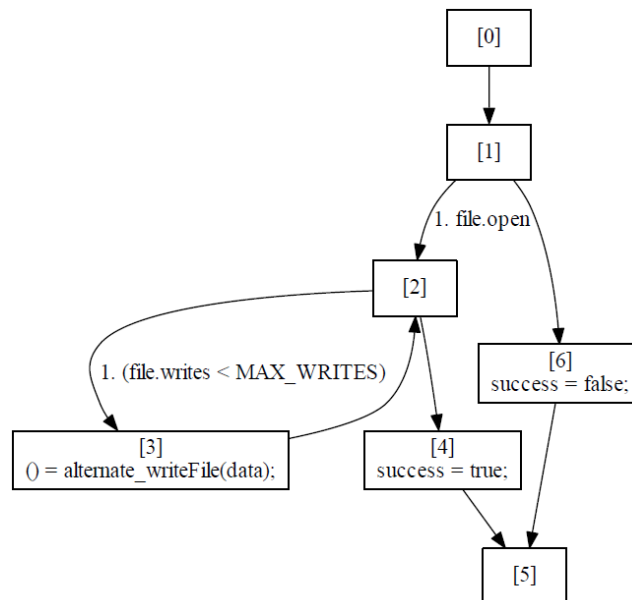 [0]
[1]
1. file.open
[2]
1. (file.writes < MAX_WRITES)
[6]
success = false;
[3]
() = alternate_writeFile(data);
[4]
success = true;
[5]